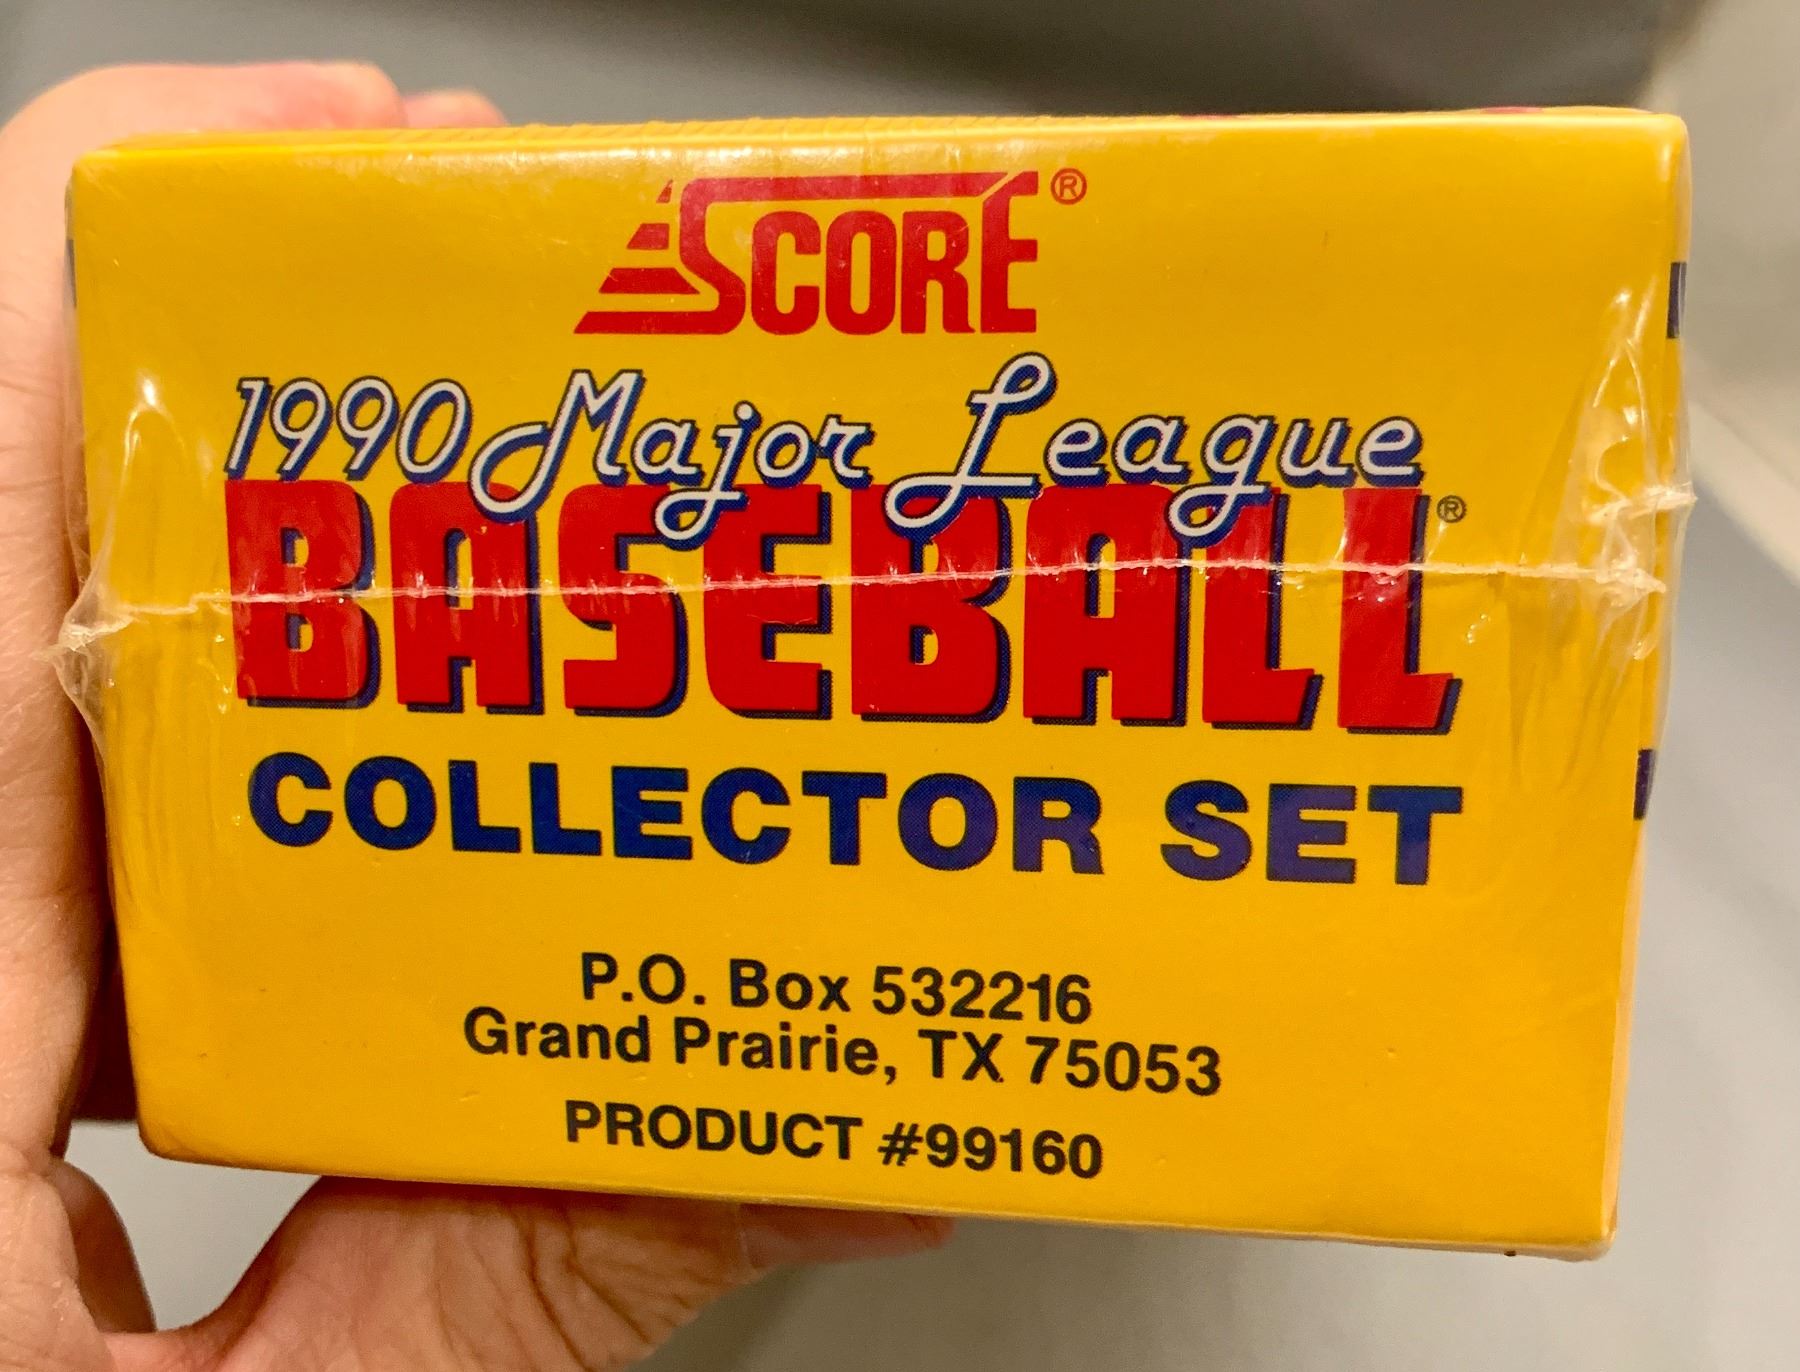 SCORE®
1990 Major League
BASEBALL®
COLLECTOR SET
P.O. Box 532216
Grand Prairie, TX 75053
PRODUCT #99160